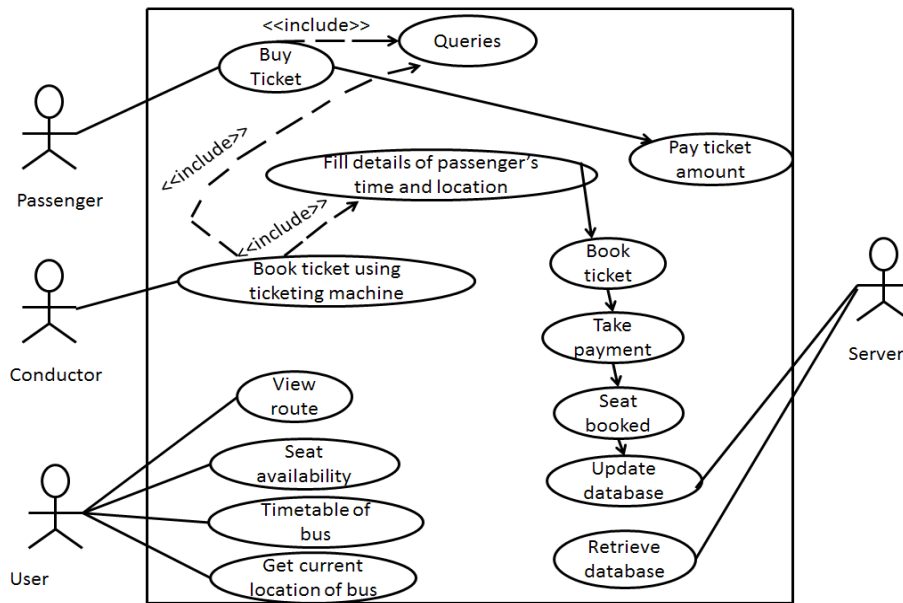 <<include>>
Queries
Buy
Ticket
<<include>>
Passenger
Pay ticket
amount
Fill details of passenger's
time and location
<<include>>
Book
ticket
Book ticket using
ticketing machine
Conductor
Take
payment
Server
View
route
Seat
booked
Seat
availability
Update
database
Timetable of
bus
User
Get current
location of bus
Retrieve
database